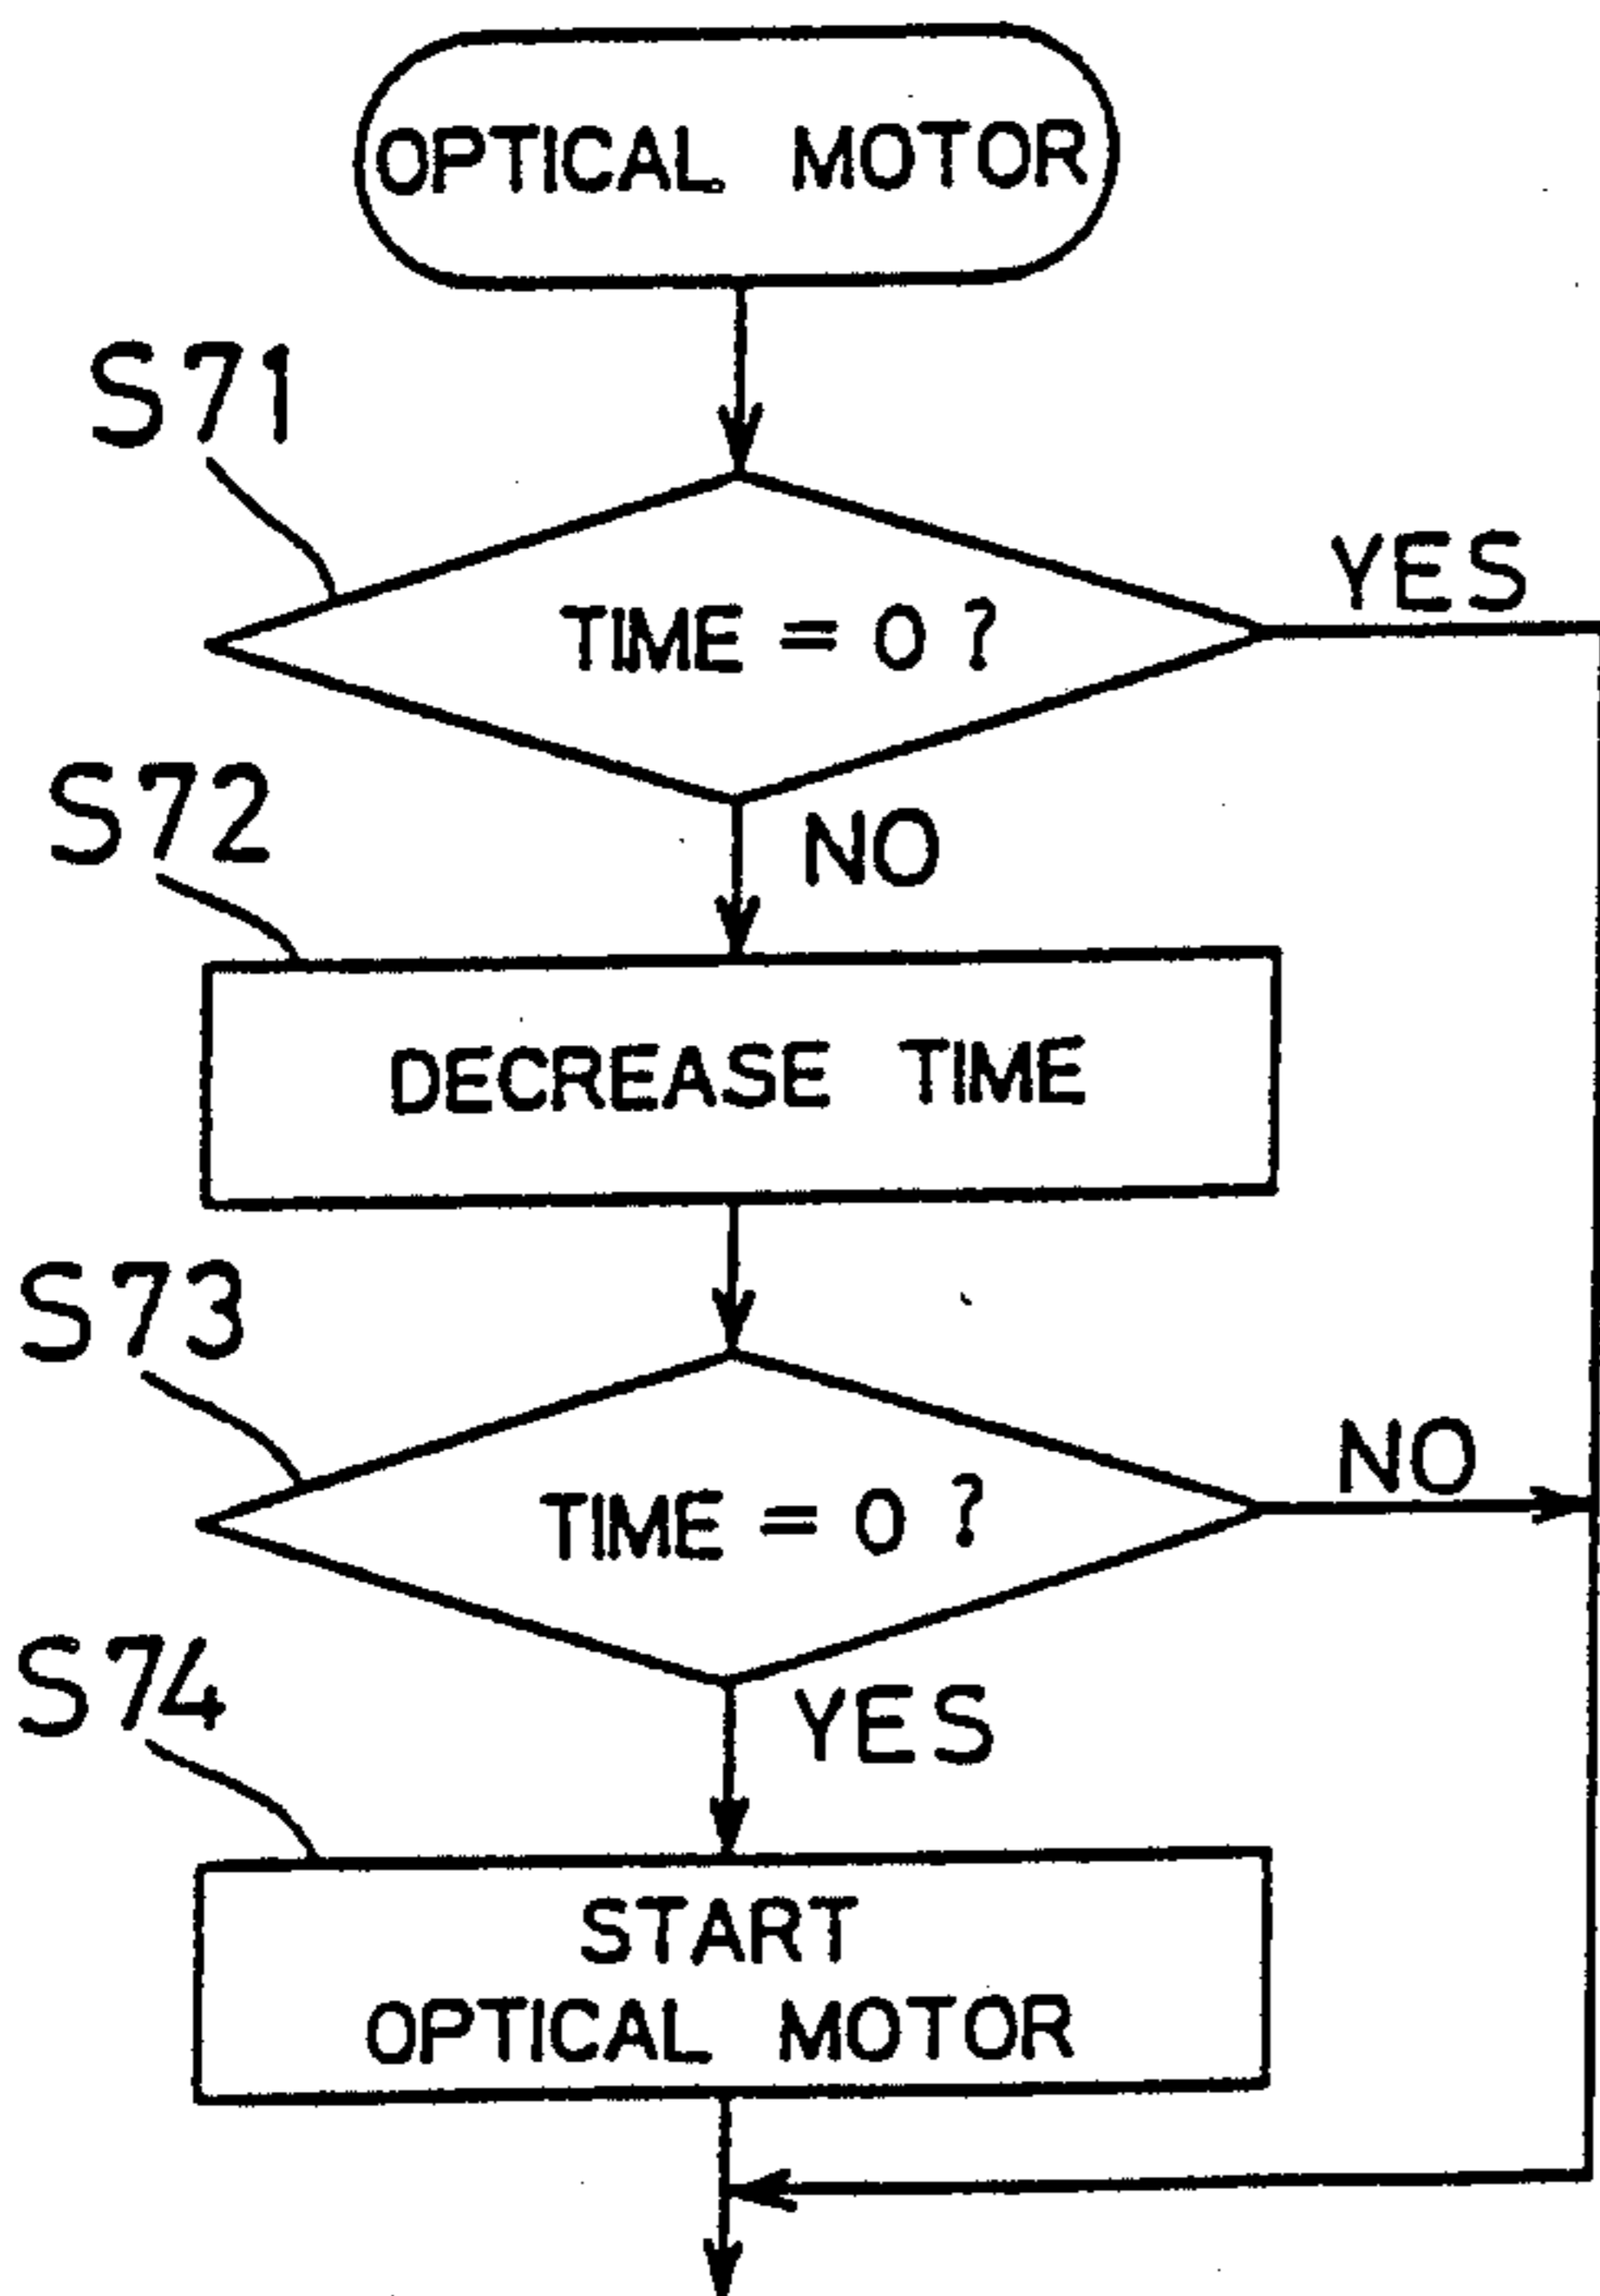 OPTICAL MOTOR
S71
TIME = 0 ?
YES
S72
NO
DECREASE TIME
S73
TIME = 0 ?
NO
S74
YES
START
OPTICAL MOTOR